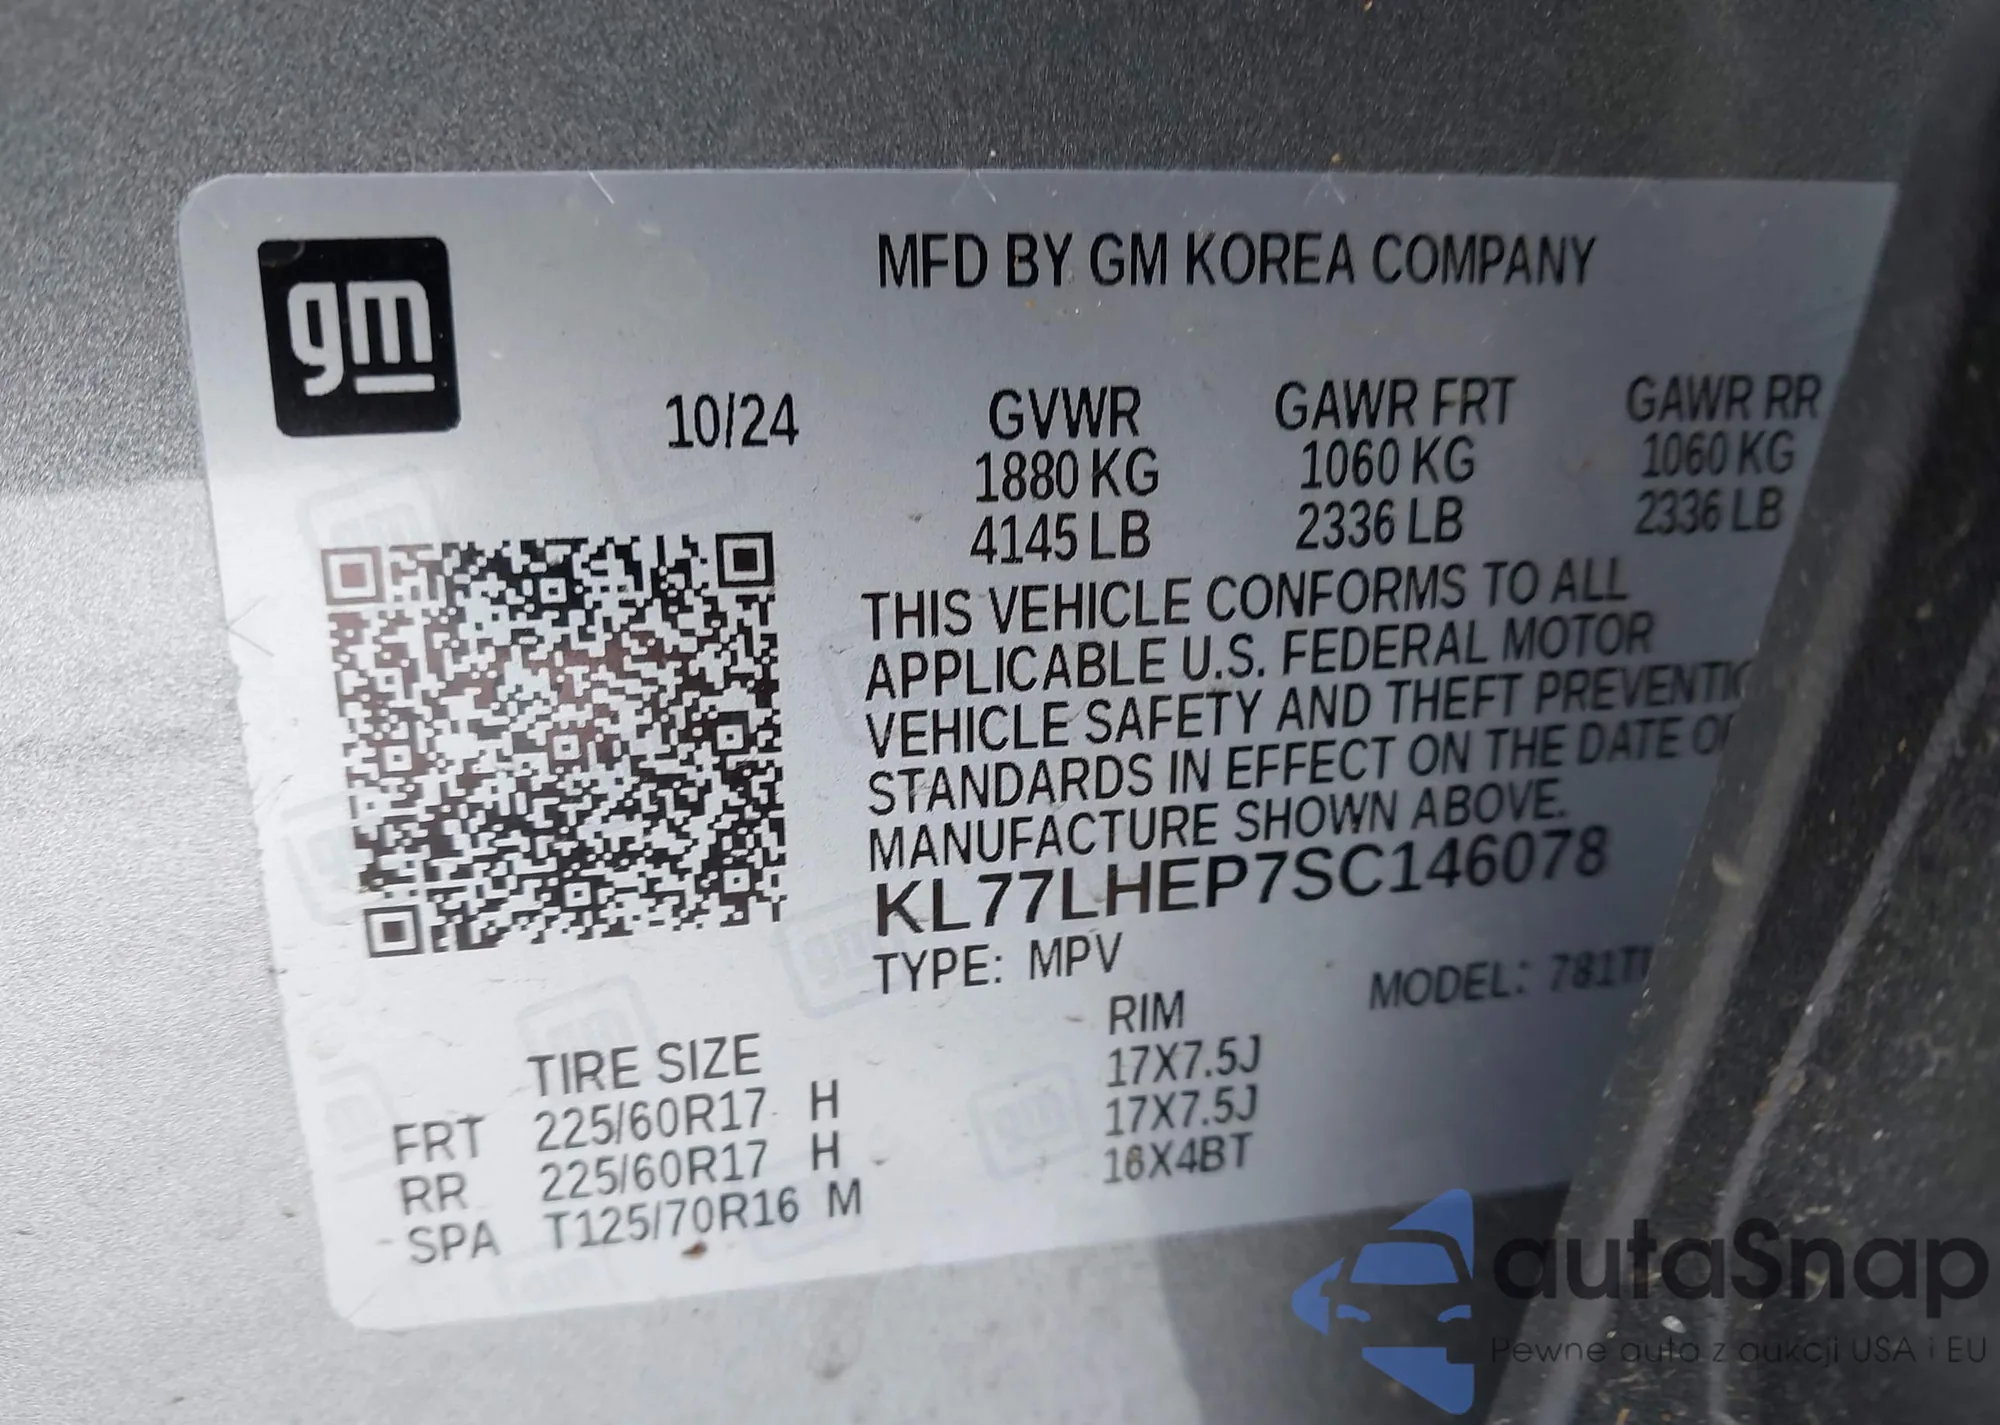 gm
MFD BY GM KOREA COMPANY
10/24 GVWR GAWR FRT GAWR RR
1880 KG 1060 KG 1060 KG
4145 LB 2336 LB 2336 LB
THIS VEHICLE CONFORMS TO ALL
APPLICABLE U.S. FEDERAL MOTOR
VEHICLE SAFETY AND THEFT
STANDARDS IN EFFECT ON THE DATE
MANUFACTURE SHOWN ABOVE.
KL77LHEP7SC146078
TYPE: MPV MODEL:
TIRE SIZE RIM
FRT 225/60R17 H 17X7.5J
RR 225/60R17 H 17X7.5J
SPA T125/70R16 M 16X4BT
autaSnap
Pewne auta z aukcji USA i EU